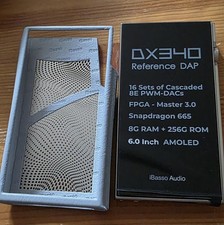 DX340
Reference DAP
16 Sets of Cascaded
8E PWM-DACs
FPGA - Master 3.0
Snapdragon 665
8G RAM + 256G ROM
6.0 Inch AMOLED
iBasso Audio